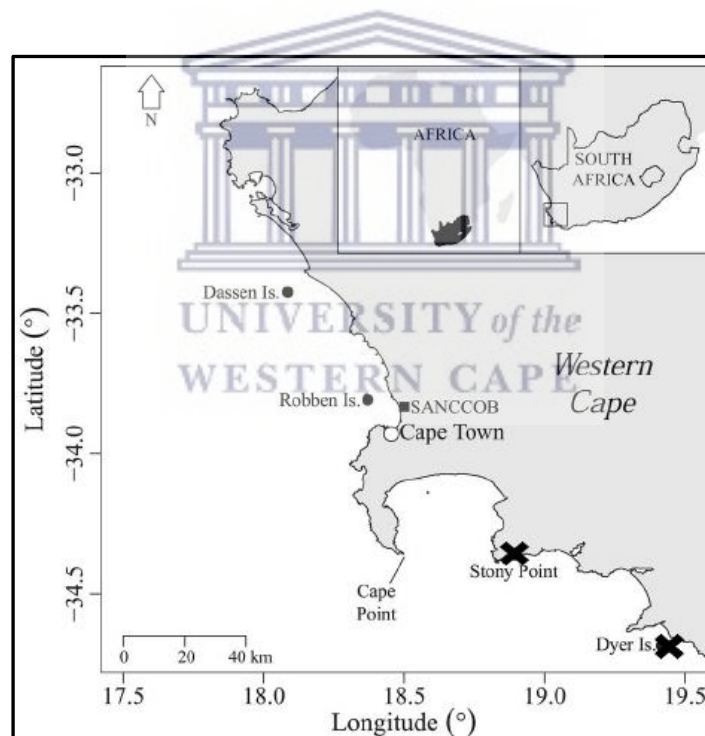 N
AFRICA
SOUTH
AFRICA
−33.0
Dassen Is.
−33.5
UNIVERSITY of the
WESTERN CAPE
Western
Cape
Latitude (°)
Robben Is.
SANCCOB
Cape Town
−34.0
Stony Point
Cape
Point
−34.5
Dyer Is.
0 20 40 km
17.5 18.0 18.5 19.0 19.5
Longitude (°)